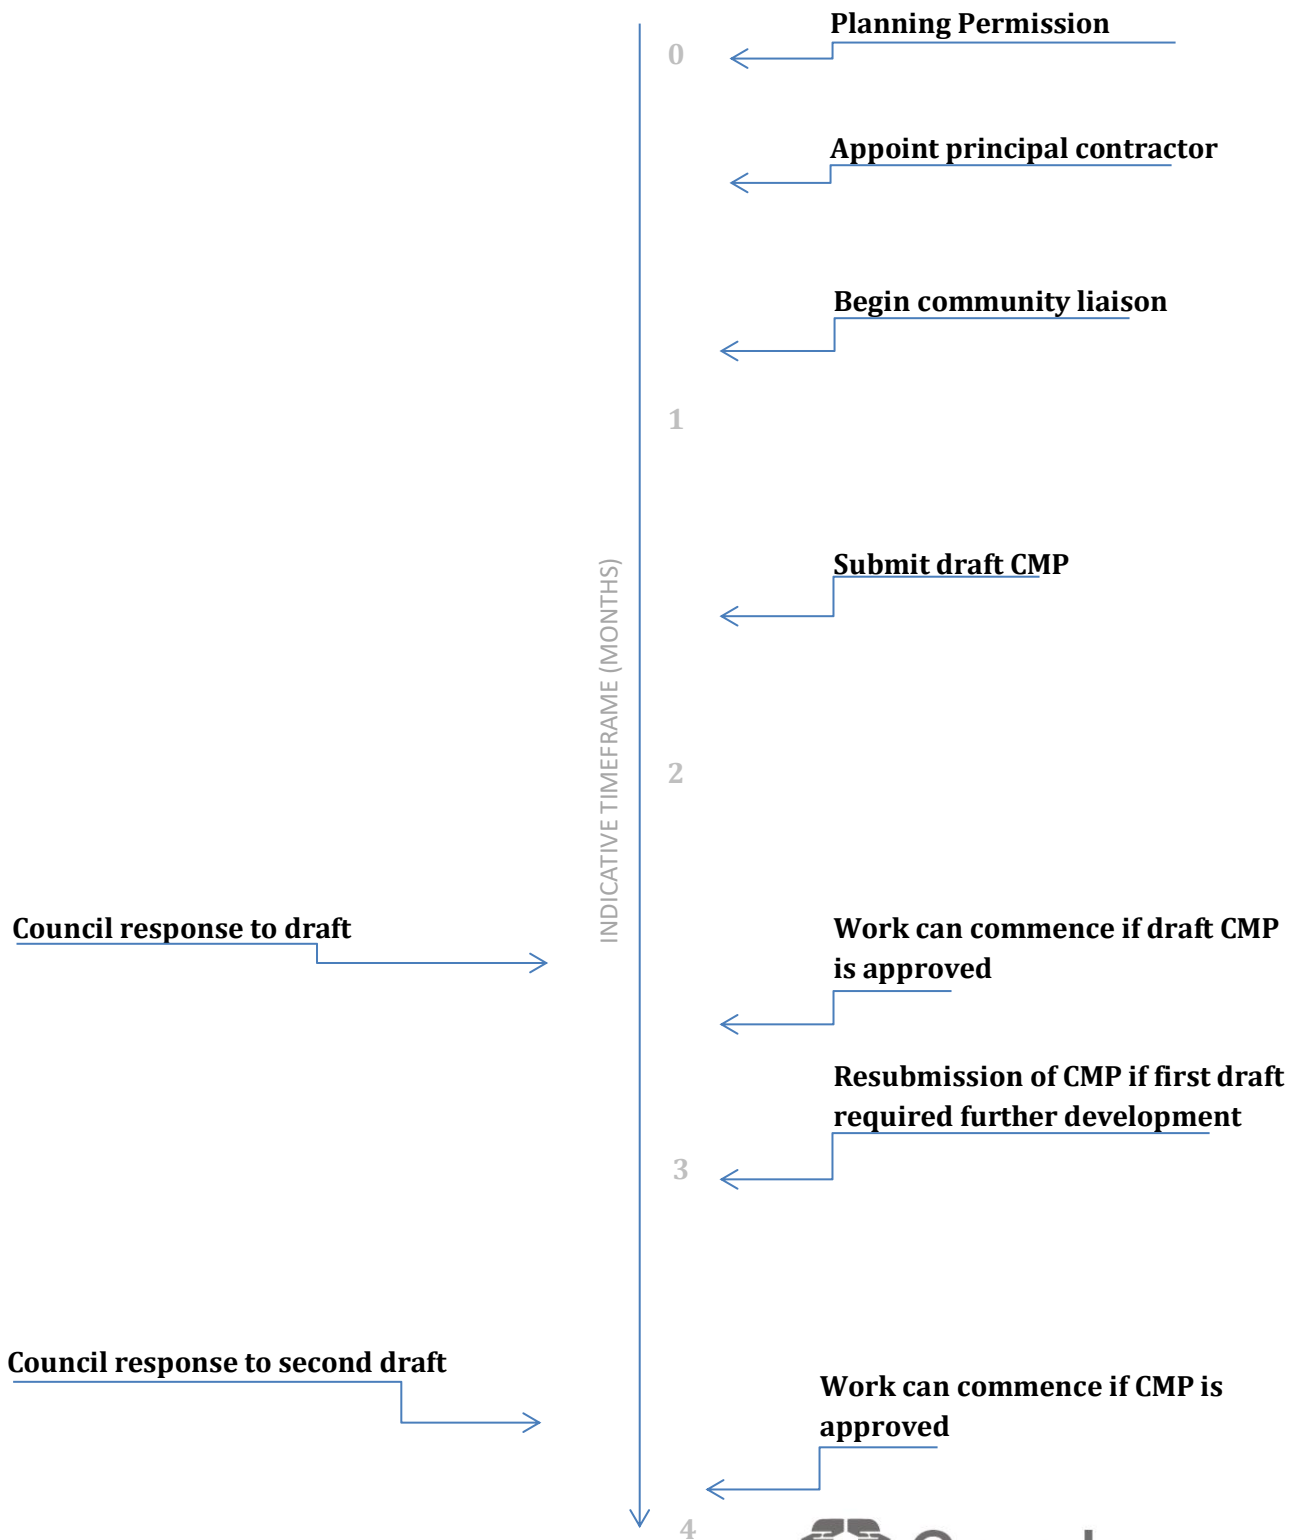 Planning Permission
0
Appoint principal contractor
Begin community liaison
1
Submit draft CMP
INDICATIVE TIMEFRAME (MONTHS)
2
Council response to draft
Work can commence if draft CMP
is approved
Resubmission of CMP if first draft
required further development
3
Council response to second draft
Work can commence if CMP is
approved
4